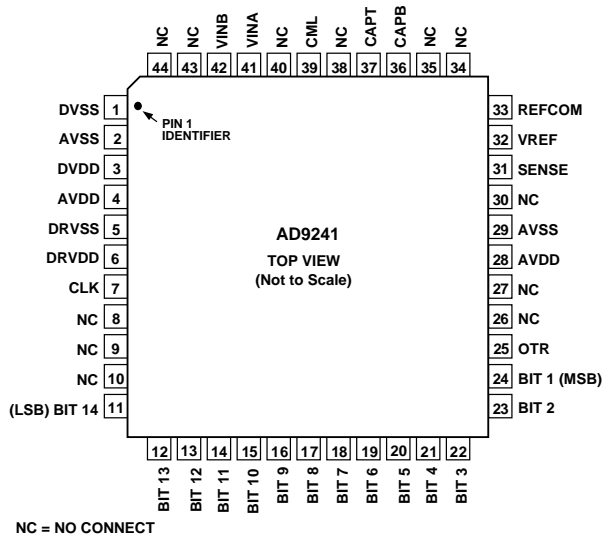 NC
NC
VINB
VINA
NC
CML
NC
CAPT
CAPB
NC
NC
44 43 42 41 40 39 38 37 36 35 34
DVSS 1
AVSS 2
DVDD 3
AVDD 4
DRVSS 5
DRVDD 6
CLK 7
NC 8
NC 9
NC 10
(LSB) BIT 14 11
PIN 1
IDENTIFIER
AD9241
TOP VIEW
(Not to Scale)
33 REFCOM
32 VREF
31 SENSE
30 NC
29 AVSS
28 AVDD
27 NC
26 NC
25 OTR
24 BIT 1 (MSB)
23 BIT 2
12 13 14 15 16 17 18 19 20 21 22
BIT 13
BIT 12
BIT 11
BIT 10
BIT 9
BIT 8
BIT 7
BIT 6
BIT 5
BIT 4
BIT 3
NC = NO CONNECT